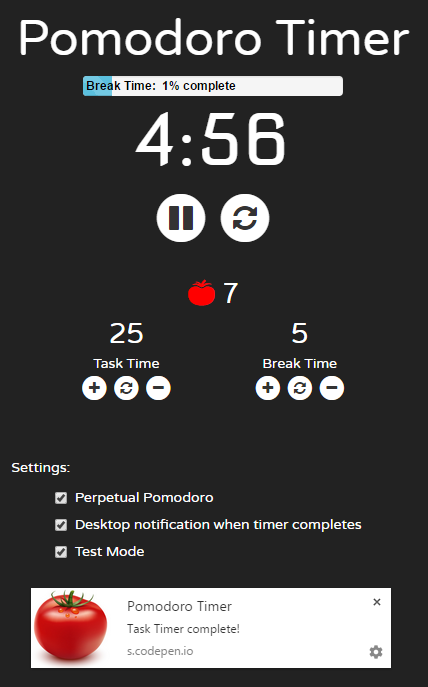 Pomodoro Timer
Break Time: 1% complete
4:56
7
25
5
Task Time
Break Time
Settings:
Perpetual Pomodoro
Desktop notification when timer completes
Test Mode
Pomodoro Timer
Task Timer complete!
s.codepen.io